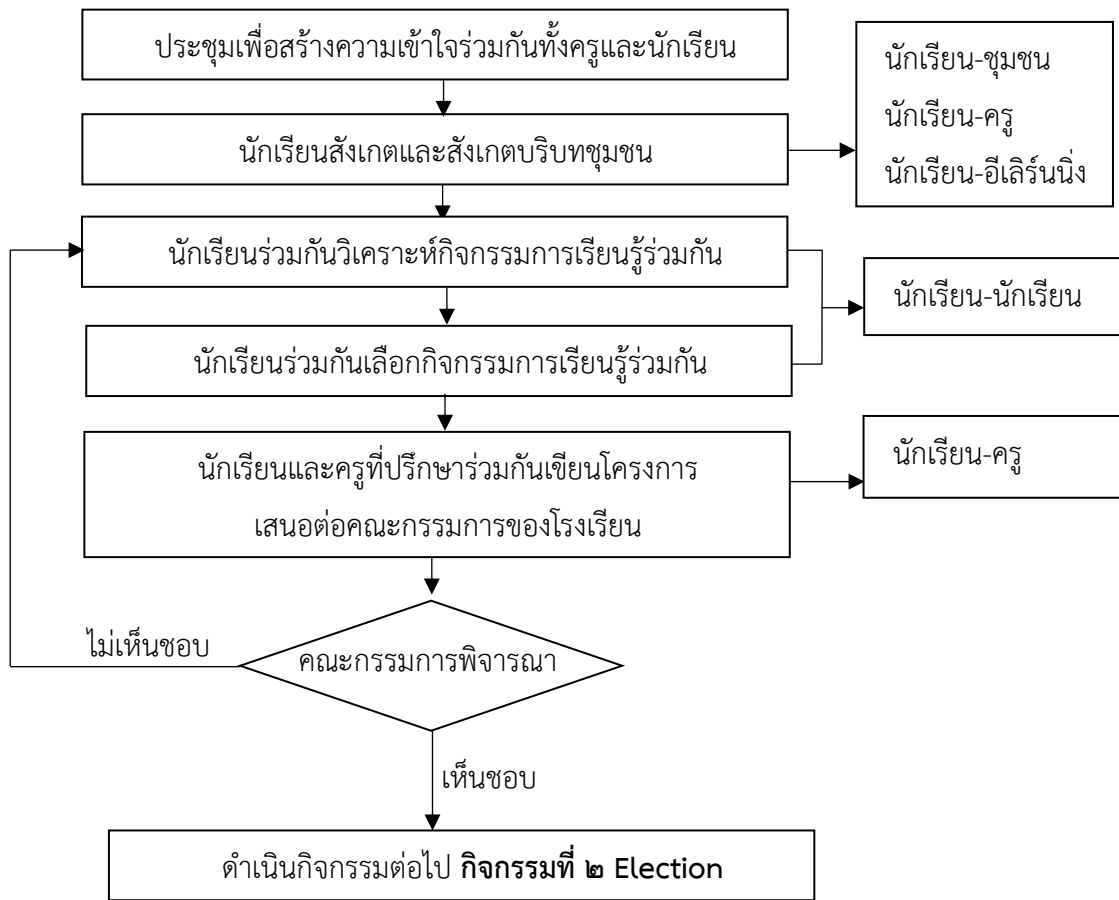 ประชุมเพื่อสร้างความเข้าใจร่วมกันทั้งครูและนักเรียน
นักเรียน-ชุมชน
นักเรียน-ครู
นักเรียน-อีเลิร์นนิ่ง
นักเรียนสังเกตและสังเกตบริบทชุมชน
นักเรียนร่วมกันวิเคราะห์กิจกรรมการเรียนรู้ร่วมกัน
นักเรียน-นักเรียน
นักเรียนร่วมกันเลือกกิจกรรมการเรียนรู้ร่วมกัน
นักเรียนและครูที่ปรึกษาร่วมกันเขียนโครงการ
เสนอต่อคณะกรรมการของโรงเรียน
นักเรียน-ครู
ไม่เห็นชอบ
คณะกรรมการพิจารณา
เห็นชอบ
ดำเนินกิจกรรมต่อไป กิจกรรมที่ ๒ Election